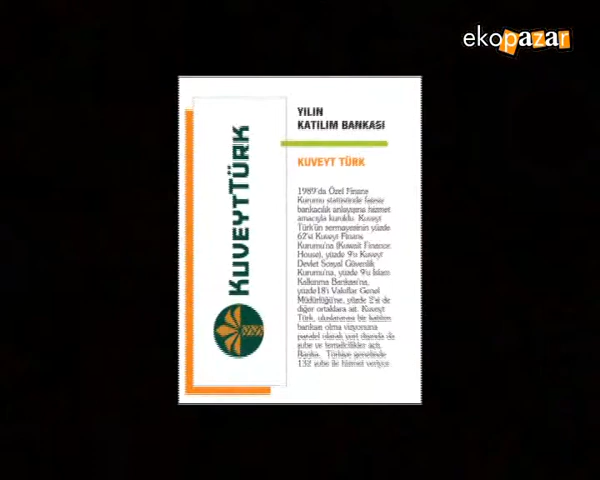 ekopazar
YILIN
KATILIM BANKASI
KUVEYT TÜRK
KUVEYT TÜRK
1989'da Özel Finans
Kurumu statüsünde faizsiz
bankacılık anlayışına hizmet
amacıyla kuruldu. Kuveyt
Türk'ün sermayesinin yüzde
62'si Kuveyt Finans
Kurumu'na (Kuwait Finance
House), yüzde 9'u Kuveyt
Devlet Sosyal Güvenlik
Kurumu'na, yüzde 9'u İslam
Kalkınma Bankası'na,
yüzde18'i Vakıflar Genel
Müdürlüğü'ne, yüzde 2'si de
diğer ortaklara ait. Kuveyt
Türk, uluslararası bir katılım
bankası olma vizyonuna
paralel olarak yurt dışında da
şube ve temsilcilikler açtı.
Banka, Türkiye genelinde
132 şube ile hizmet veriyor.